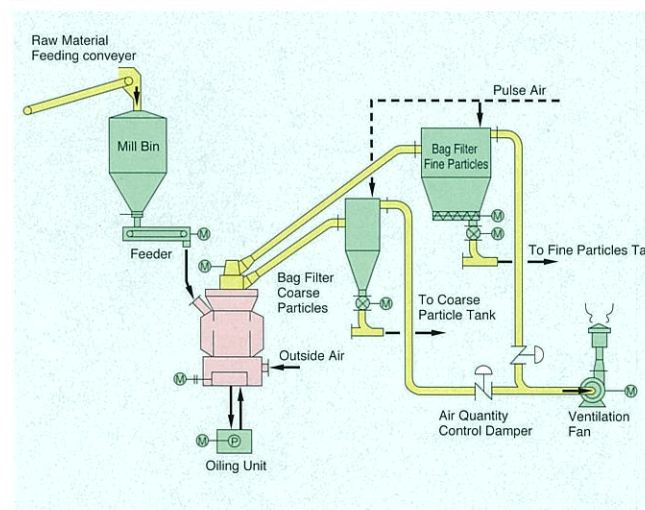 Raw Material
Feeding conveyer
Pulse Air
Mill Bin
Bag Filter
Fine Particles
M
M
M
Feeder
M
To Fine Particles Ta
Bag Filter
Coarse
Particles
M
To Coarse
Particle Tank
Outside Air
M
M
Air Quantity
Control Damper
Ventilation
Fan
M
P
Oiling Unit